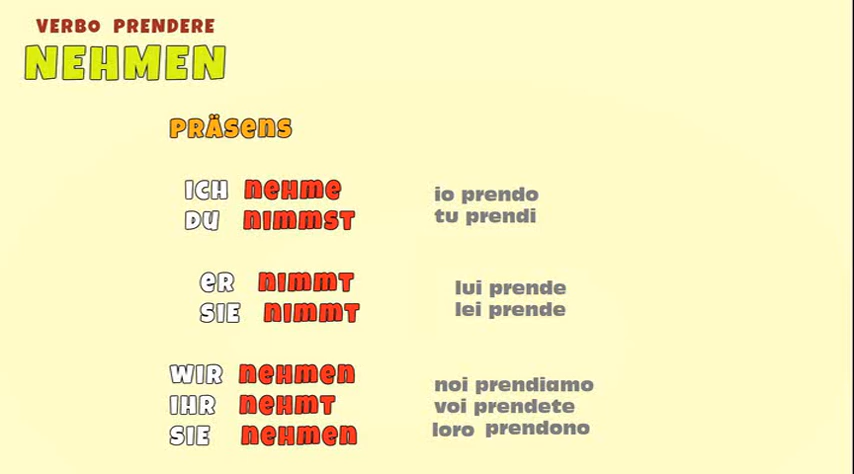 VERBO PRENDERE
NEHMEN
PRÄSENS
ICH nehme io prendo
DU nimmst tu prendi
ER nimmt lui prende
SIE nimmt lei prende
WIR nehmen noi prendiamo
IHR nehmt voi prendete
SIE nehmen loro prendono